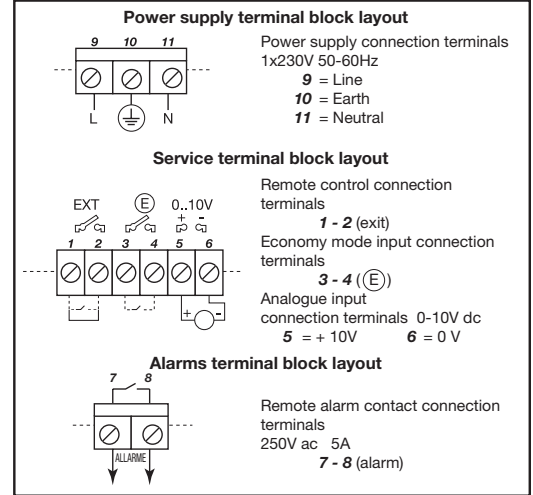 Power supply terminal block layout
9 10 11
L N
Power supply connection terminals
1x230V 50-60Hz
9 = Line
10 = Earth
11 = Neutral
Service terminal block layout
EXT E 0..10V
+ -
1 2 3 4 5 6
+ -
Remote control connection
terminals
1 - 2 (exit)
Economy mode input connection
terminals
3 - 4 (E)
Analogue input
connection terminals 0-10V dc
5 = + 10V 6 = 0 V
Alarms terminal block layout
7 8
ALLARME
Remote alarm contact connection
terminals
250V ac 5A
7 - 8 (alarm)